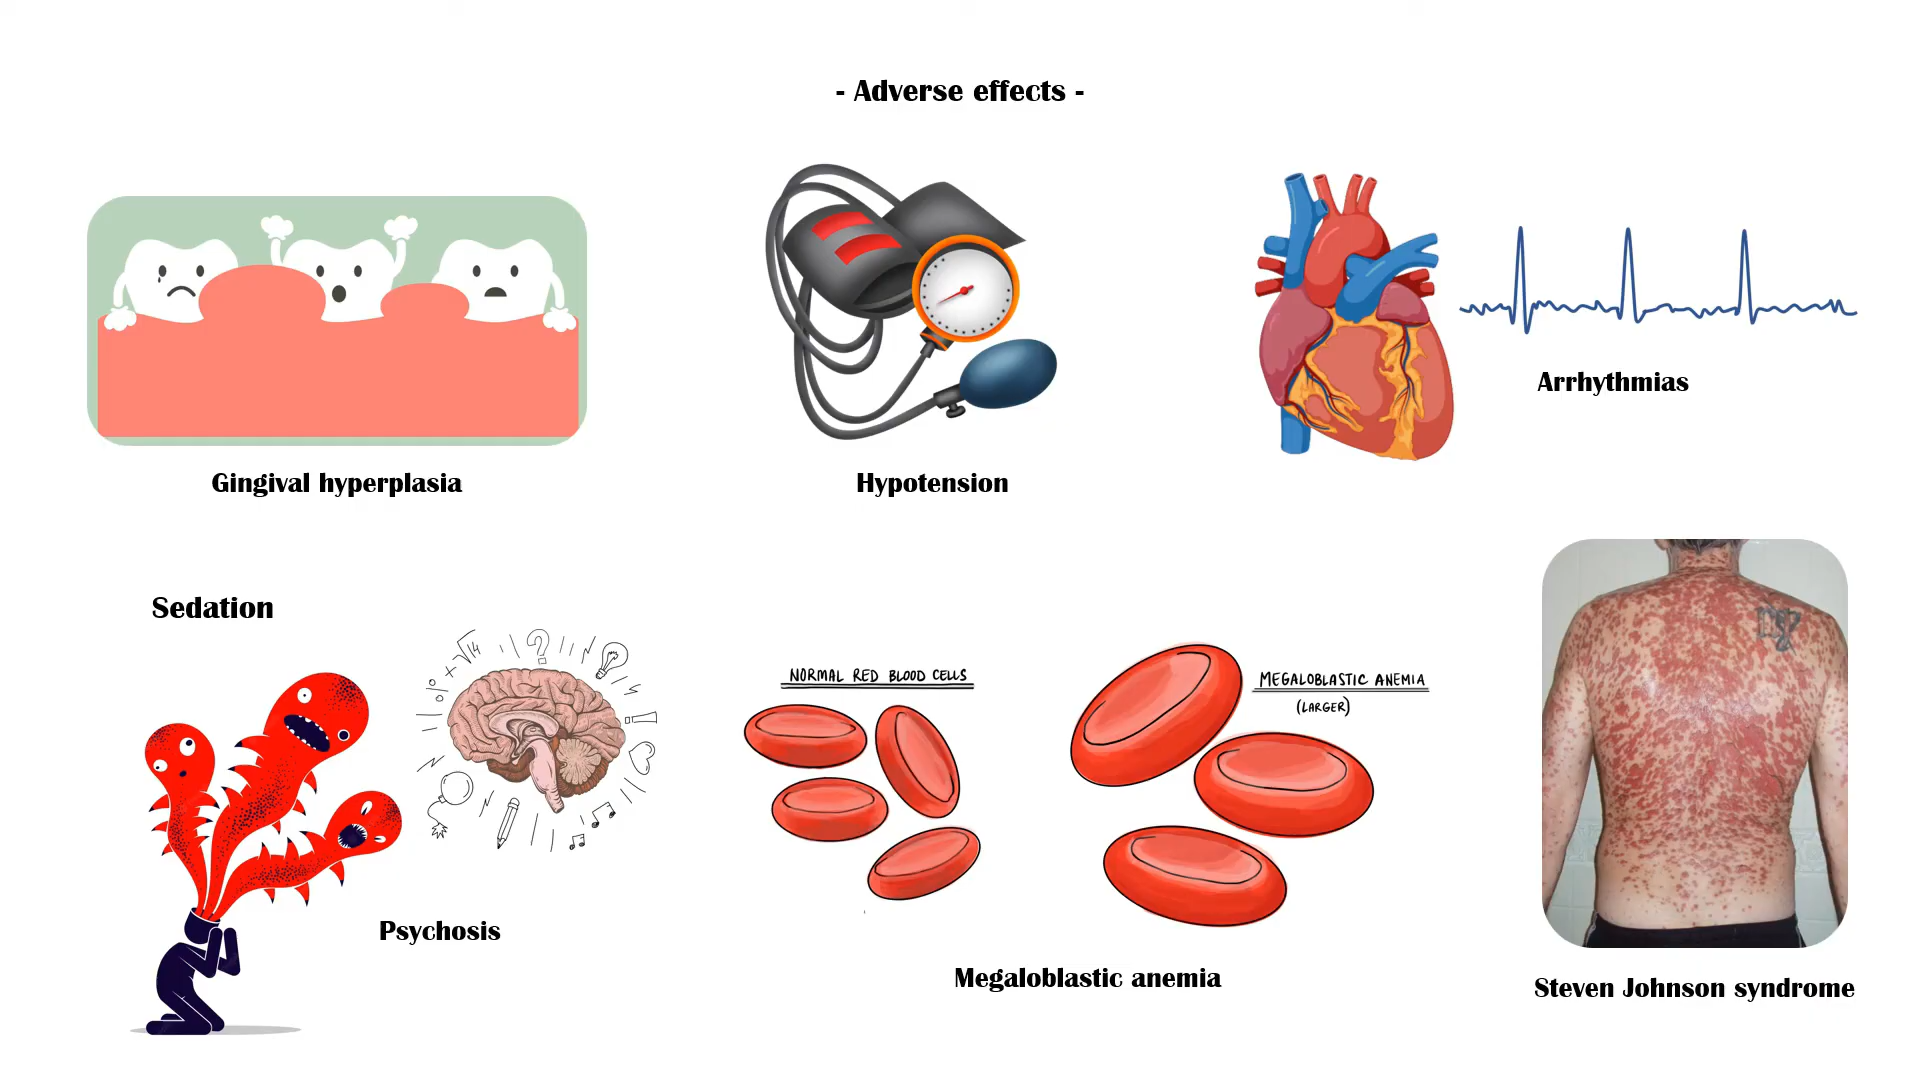 - Adverse effects -
Gingival hyperplasia
Hypotension
Arrhythmias
Sedation
Psychosis
NORMAL RED BLOOD CELLS
MEGALOBLASTIC ANEMIA
(LARGER)
Megaloblastic anemia
Steven Johnson syndrome